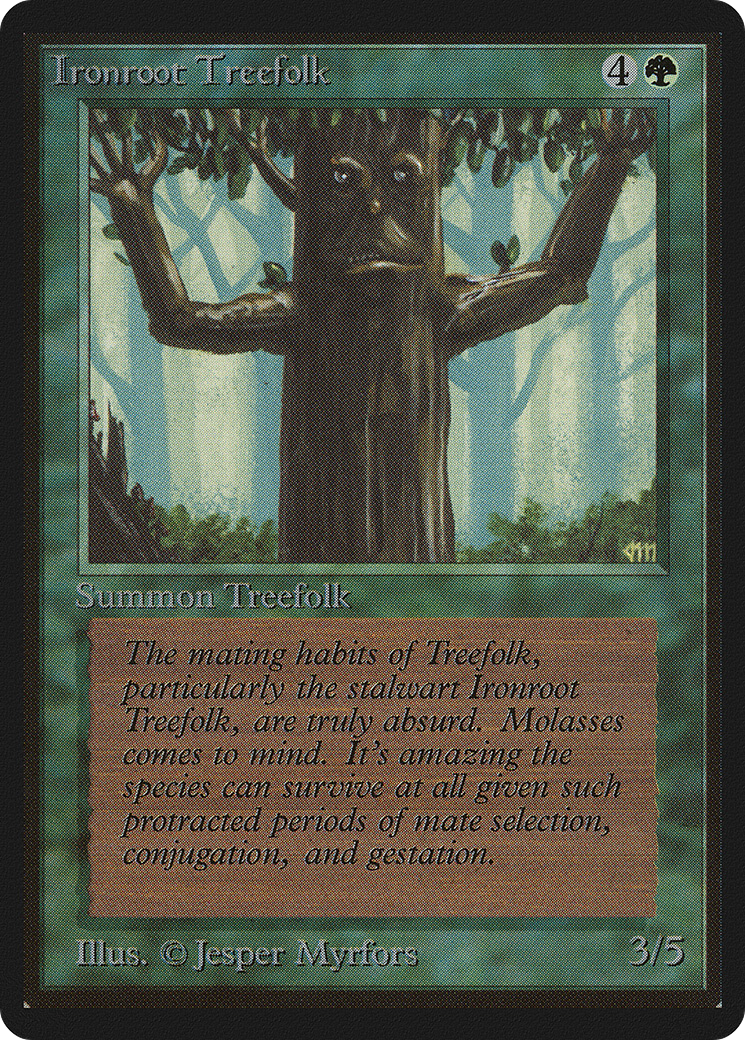 Ironroot Treefolk 4
JM
Summon Treefolk
The mating habits of Treefolk,
particularly the stalwart Ironroot
Treefolk, are truly absurd. Molasses
comes to mind. It's amazing the
species can survive at all given such
protracted periods of mate selection,
conjugation, and gestation.
Illus. © Jesper Myrfors 3/5